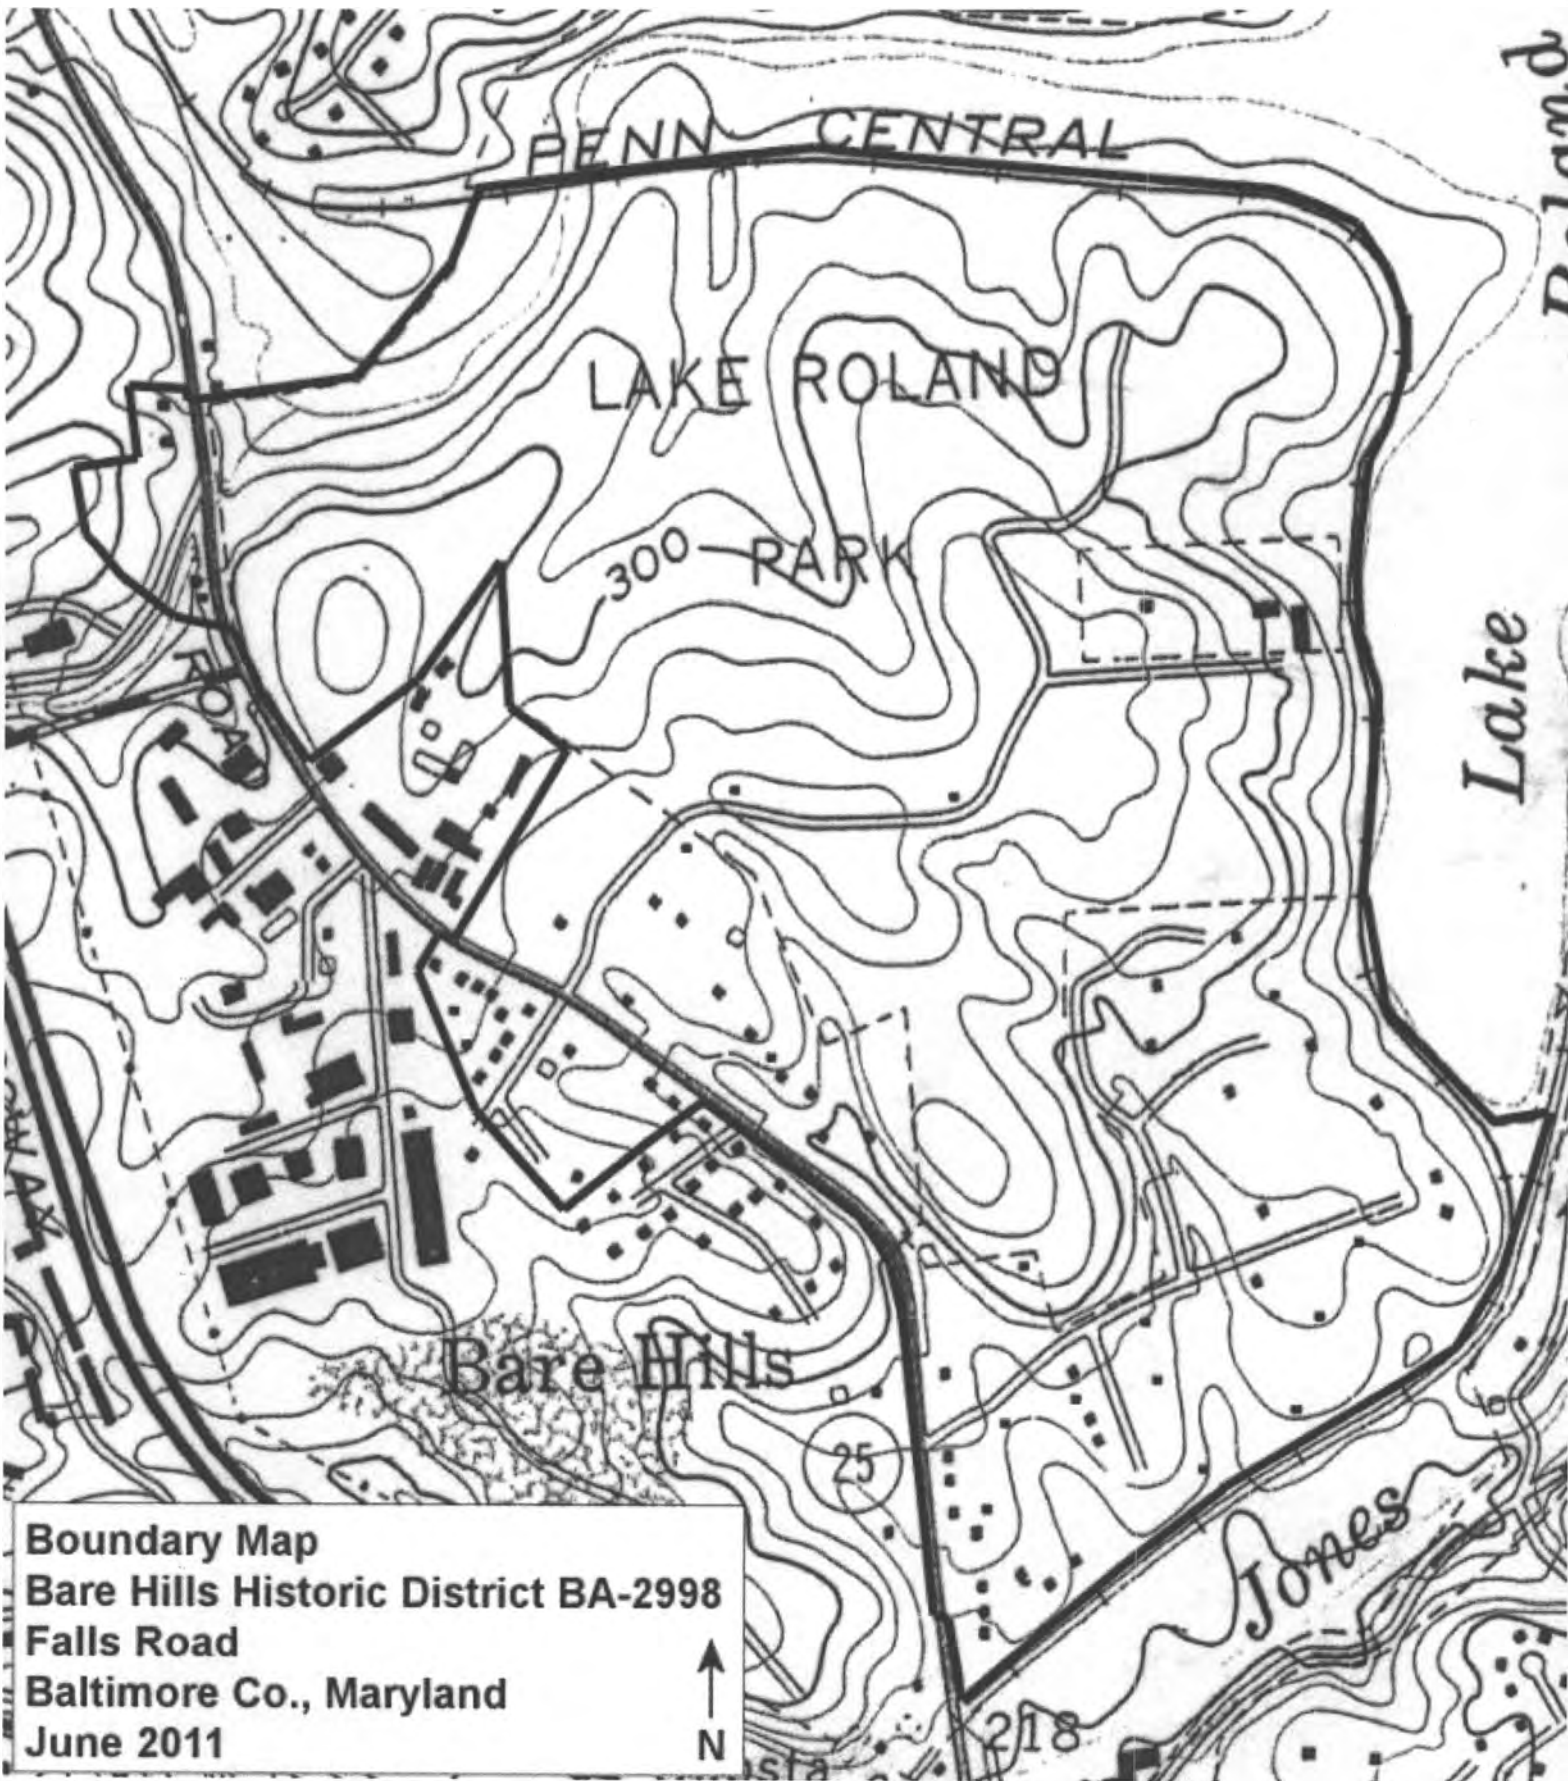 PENN CENTRAL
LAKE ROLAND
PARK
300
Lake
Roland
ROAD
Bare Hills
25
Jones
218
Boundary Map
Bare Hills Historic District BA-2998
Falls Road
Baltimore Co., Maryland
June 2011
N